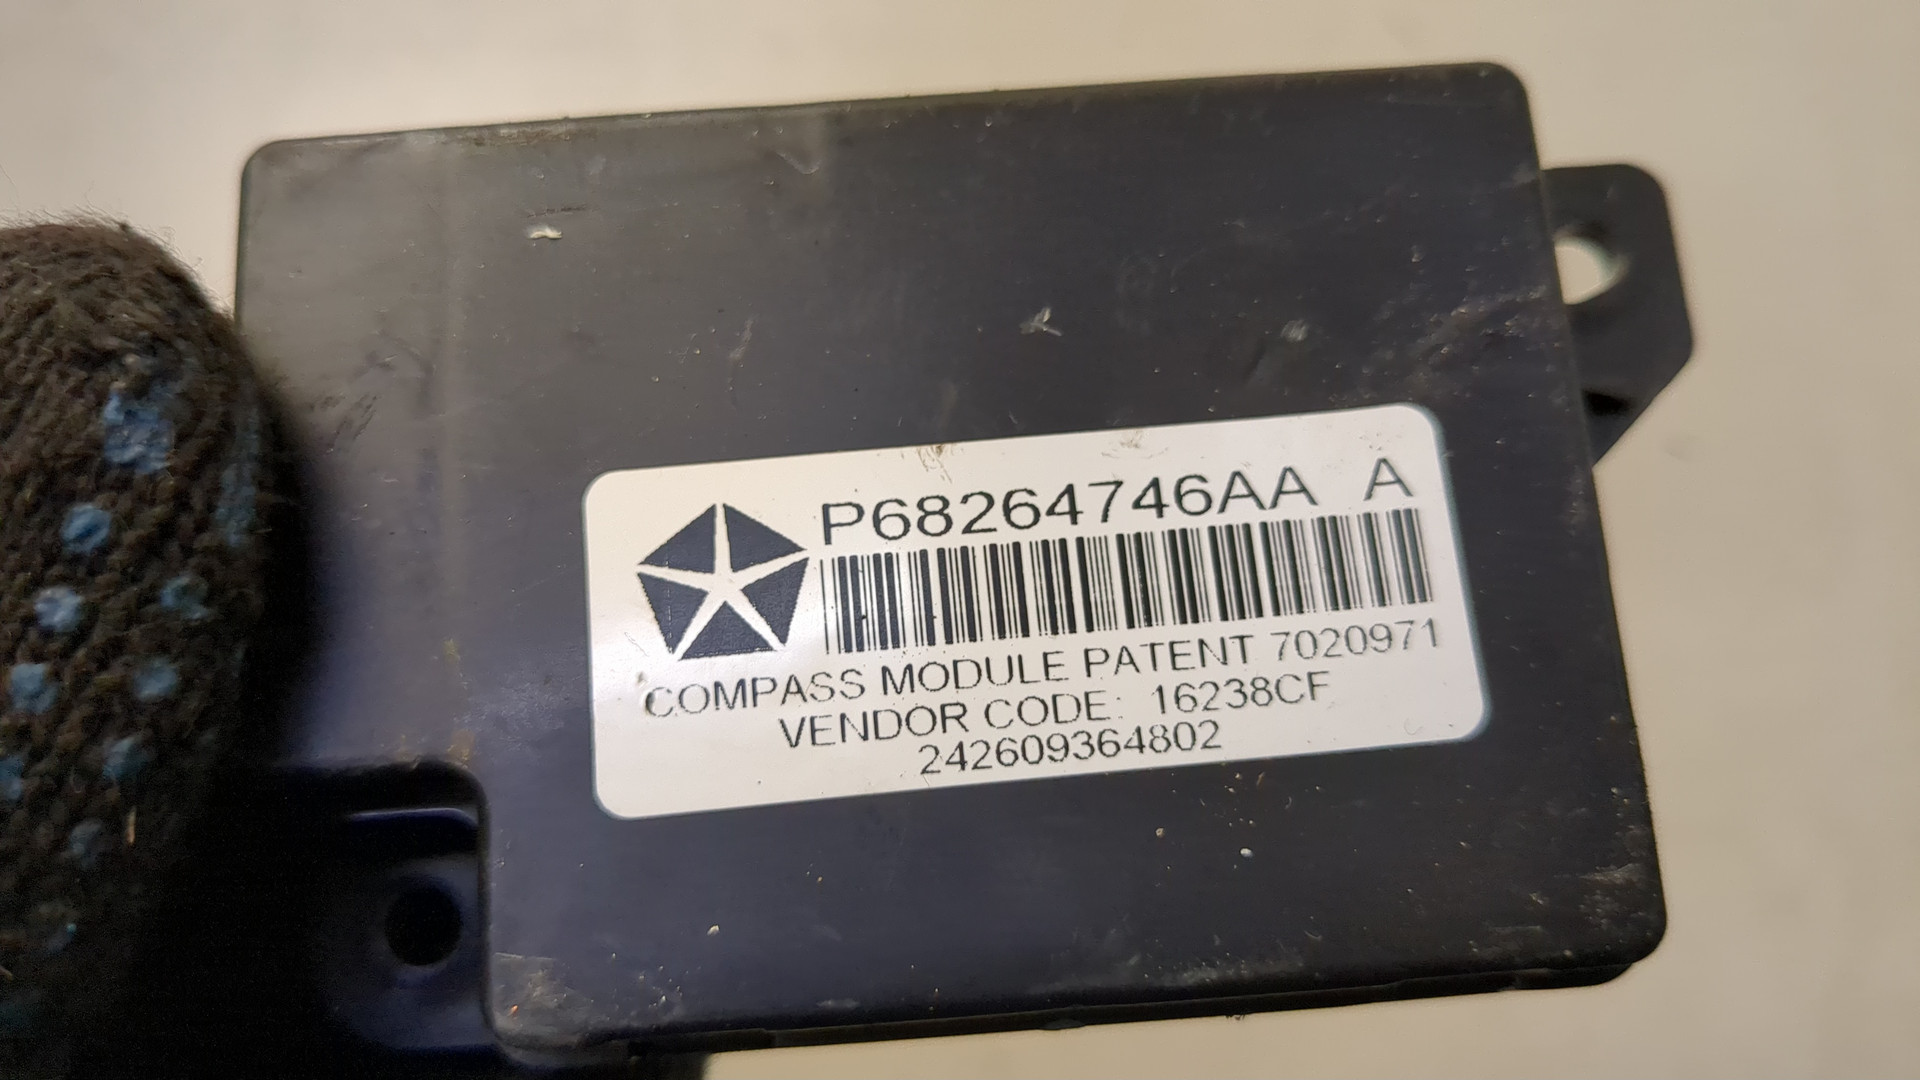 P68264746AA A
COMPASS MODULE PATENT 7020971
VENDOR CODE: 16238CF
242609364802